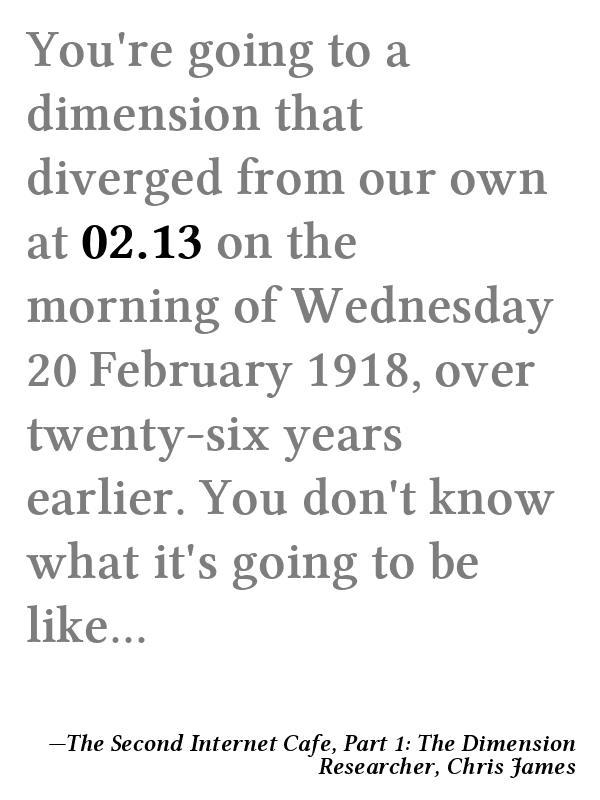 You're going to a
dimension that
diverged from our own
at 02.13 on the
morning of Wednesday
20 February 1918, over
twenty-six years
earlier. You don't know
what it's going to be
like...
—The Second Internet Cafe, Part 1: The Dimension
Researcher, Chris James